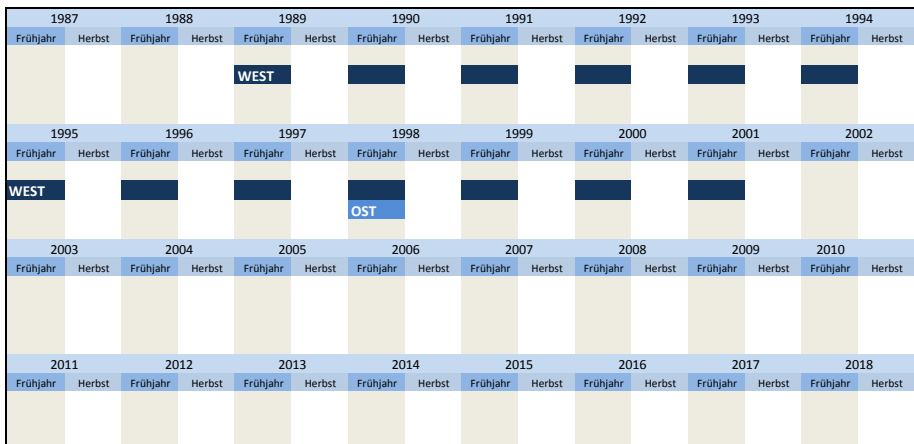 1987 1988 1989 1990 1991 1992 1993 1994
Frühjahr Herbst Frühjahr Herbst Frühjahr Herbst Frühjahr Herbst Frühjahr Herbst Frühjahr Herbst Frühjahr Herbst Frühjahr Herbst
WEST
1995 1996 1997 1998 1999 2000 2001 2002
Frühjahr Herbst Frühjahr Herbst Frühjahr Herbst Frühjahr Herbst Frühjahr Herbst Frühjahr Herbst Frühjahr Herbst Frühjahr Herbst
WEST
OST
2003 2004 2005 2006 2007 2008 2009 2010
Frühjahr Herbst Frühjahr Herbst Frühjahr Herbst Frühjahr Herbst Frühjahr Herbst Frühjahr Herbst Frühjahr Herbst Frühjahr Herbst
2011 2012 2013 2014 2015 2016 2017 2018
Frühjahr Herbst Frühjahr Herbst Frühjahr Herbst Frühjahr Herbst Frühjahr Herbst Frühjahr Herbst Frühjahr Herbst Frühjahr Herbst